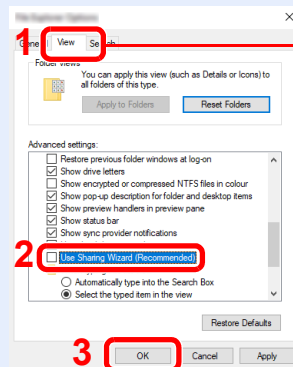 1
General View Search
Folder views
You can apply this view (such as Details or Icons) to
all folders of this type.
Apply to Folders Reset Folders
Advanced settings:
Restore previous folder windows at log-on
Show drive letters
Show encrypted or compressed NTFS files in colour
Show pop-up description for folder and desktop items
Show preview handlers in preview pane
Show status bar
Show sync provider notifications
2
Use Sharing Wizard (Recommended)
Automatically type into the Search Box
Select the typed item in the view
Restore Defaults
3
OK Cancel Apply